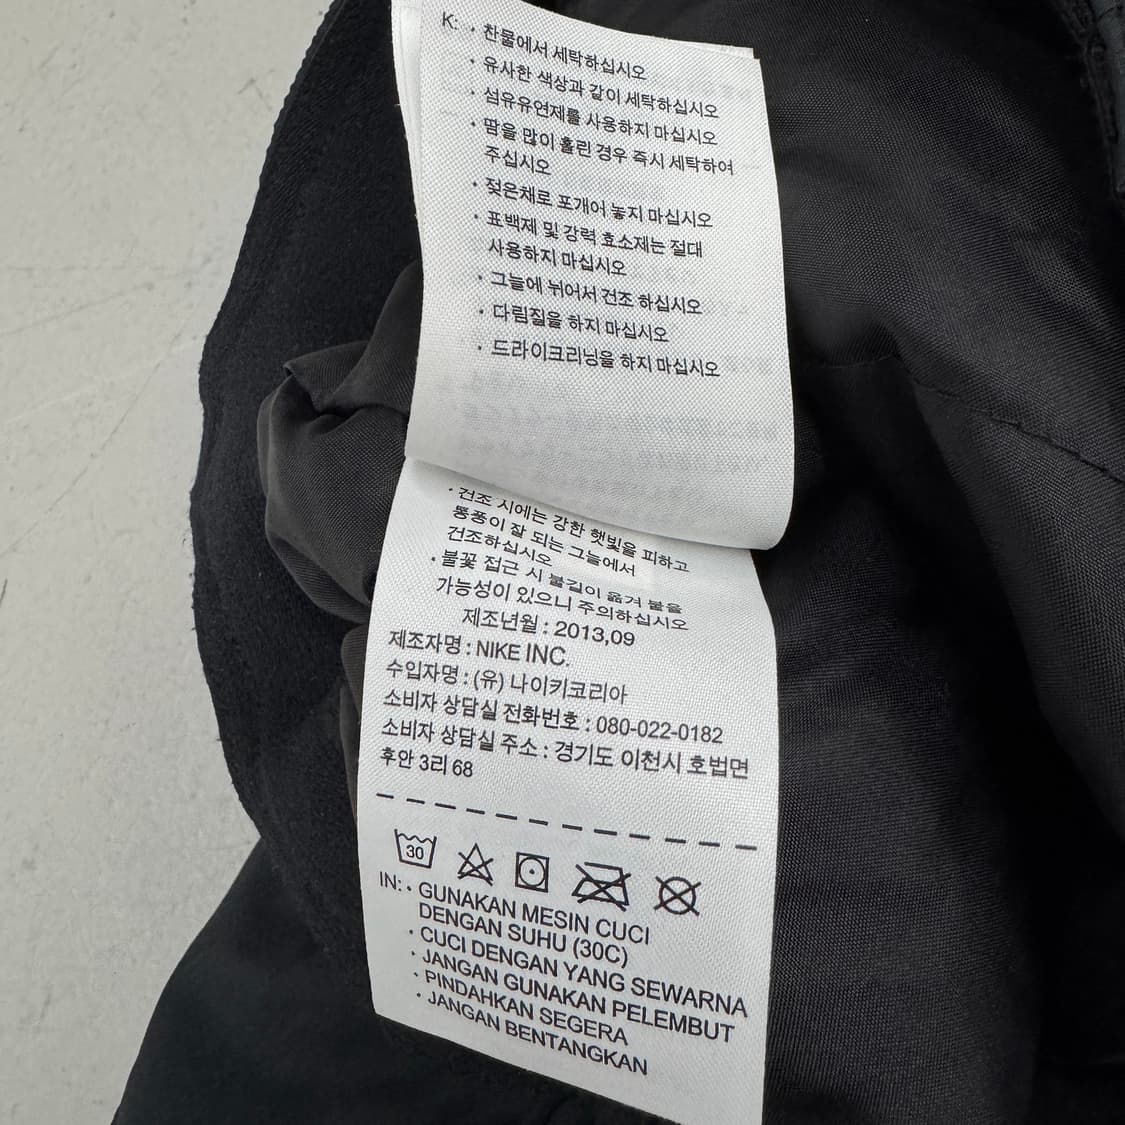 K: · 찬물에서 세탁하십시오
· 유사한 색상과 같이 세탁하십시오
· 섬유유연제를 사용하지 마십시오
· 땀을 많이 흘린 경우 즉시 세탁하여
주십시오
· 젖은채로 포개어 놓지 마십시오
· 표백제 및 강력 효소제는 절대
사용하지 마십시오
· 그늘에 뉘어서 건조 하십시오
· 다림질을 하지 마십시오
· 드라이크리닝을 하지 마십시오
· 건조 시에는 강한 햇빛을 피하고
통풍이 잘 되는 그늘에서
건조하십시오
· 불꽃 접근 시 불길이 옮겨 붙을
가능성이 있으니 주의하십시오
제조년월 : 2013,09
제조자명 : NIKE INC.
수입자명 : (유) 나이키코리아
소비자 상담실 전화번호 : 080-022-0182
소비자 상담실 주소 : 경기도 이천시 호법면
후안 3리 68
30
IN: · GUNAKAN MESIN CUCI
DENGAN SUHU (30C)
· CUCI DENGAN YANG SEWARNA
· JANGAN GUNAKAN PELEMBUT
· PINDAHKAN SEGERA
· JANGAN BENTANGKAN